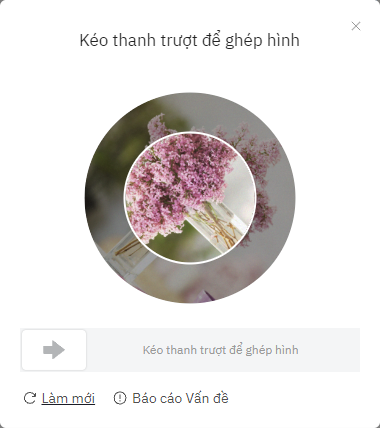 Kéo thanh trượt để ghép hình
Kéo thanh trượt để ghép hình
Làm mới
Báo cáo Vấn đề